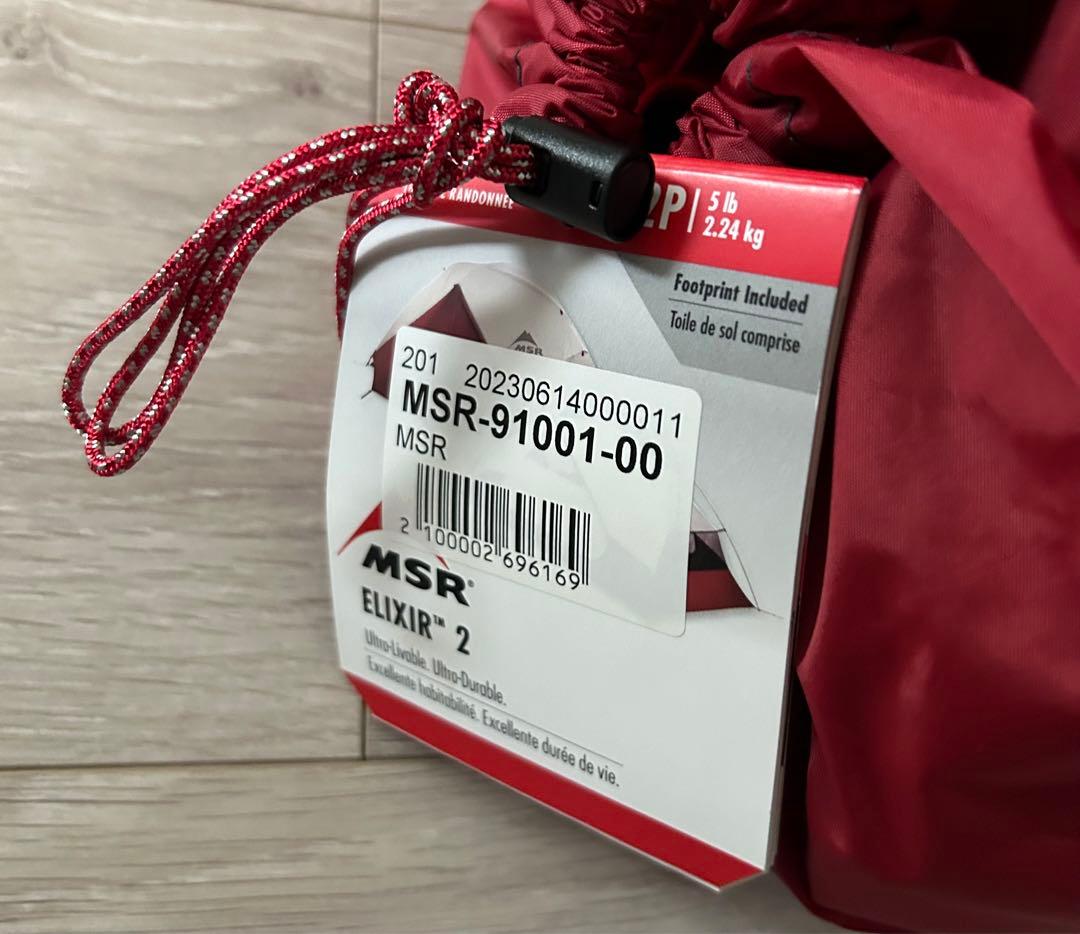 RANDONNÉE
2P
5 lb
2.24 kg
Footprint Included
Toile de sol comprise
MSR
201 20230614000011
MSR-91001-00
MSR
2 100002 696169
MSR®
ELIXIR™ 2
Ultra-Livable. Ultra-Durable.
Excellente habitabilité. Excellente durée de vie.